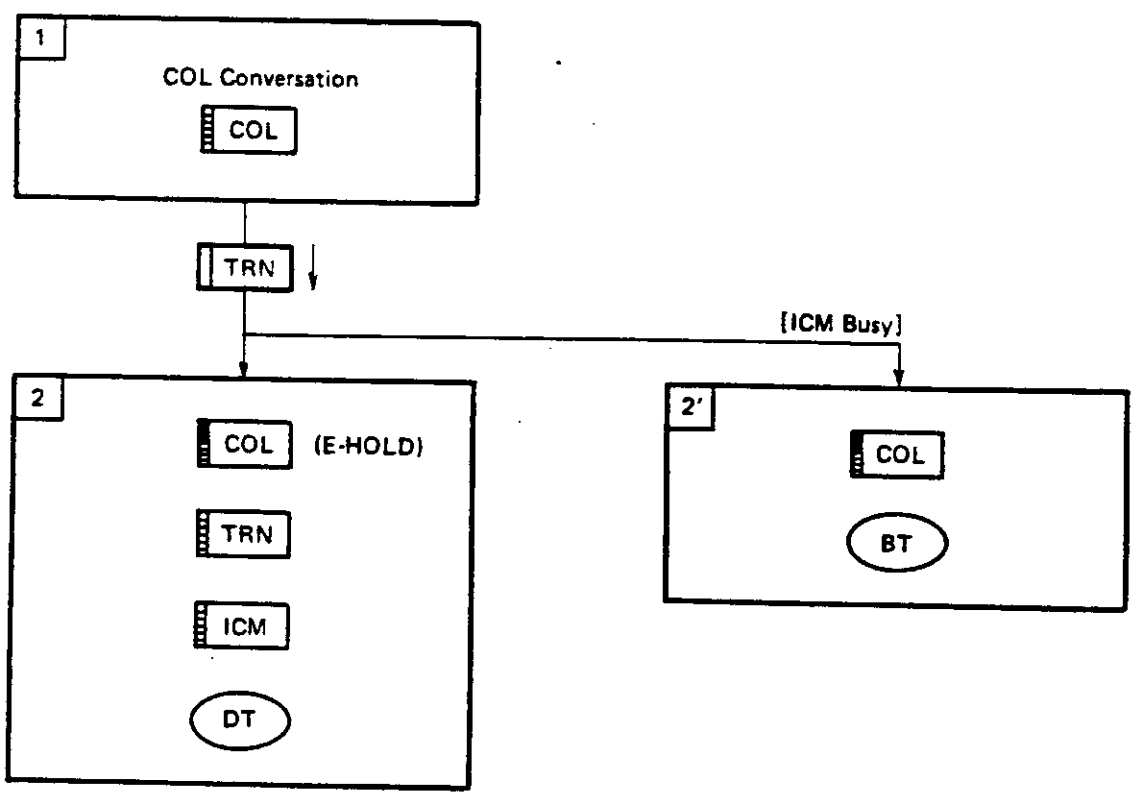 1
COL Conversation
COL
TRN
[ICM Busy]
2
COL (E-HOLD)
TRN
ICM
DT
2'
COL
BT